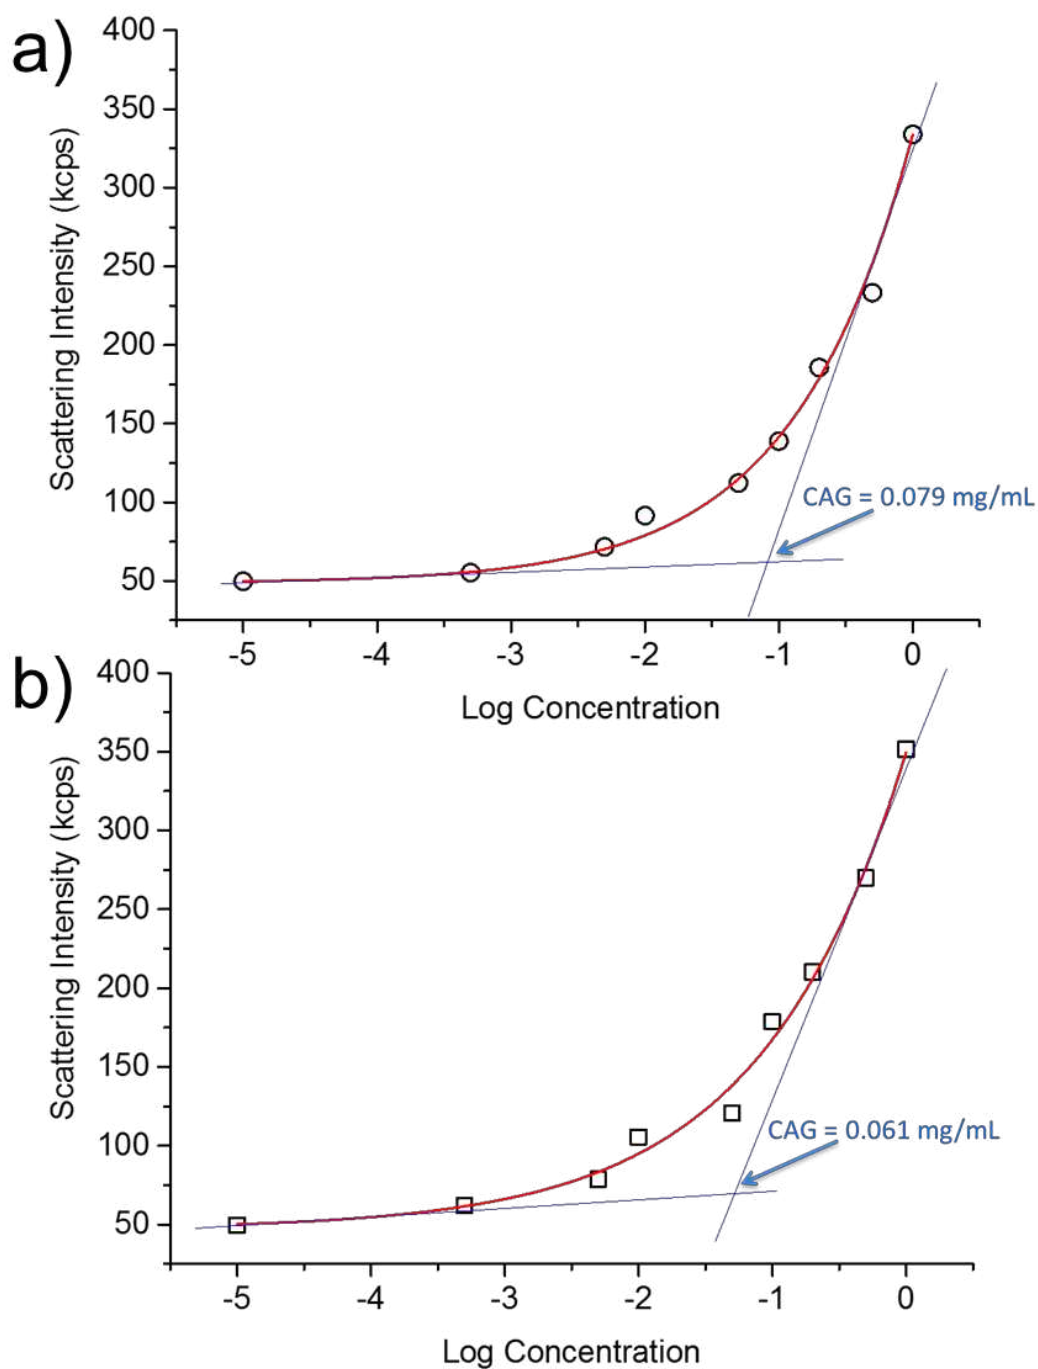 a)
400
350
300
250
200
150
100
50
Scattering Intensity (kcps)
CAG = 0.079 mg/mL
-5 -4 -3 -2 -1 0
Log Concentration
b)
400
350
300
250
200
150
100
50
Scattering Intensity (kcps)
CAG = 0.061 mg/mL
-5 -4 -3 -2 -1 0
Log Concentration